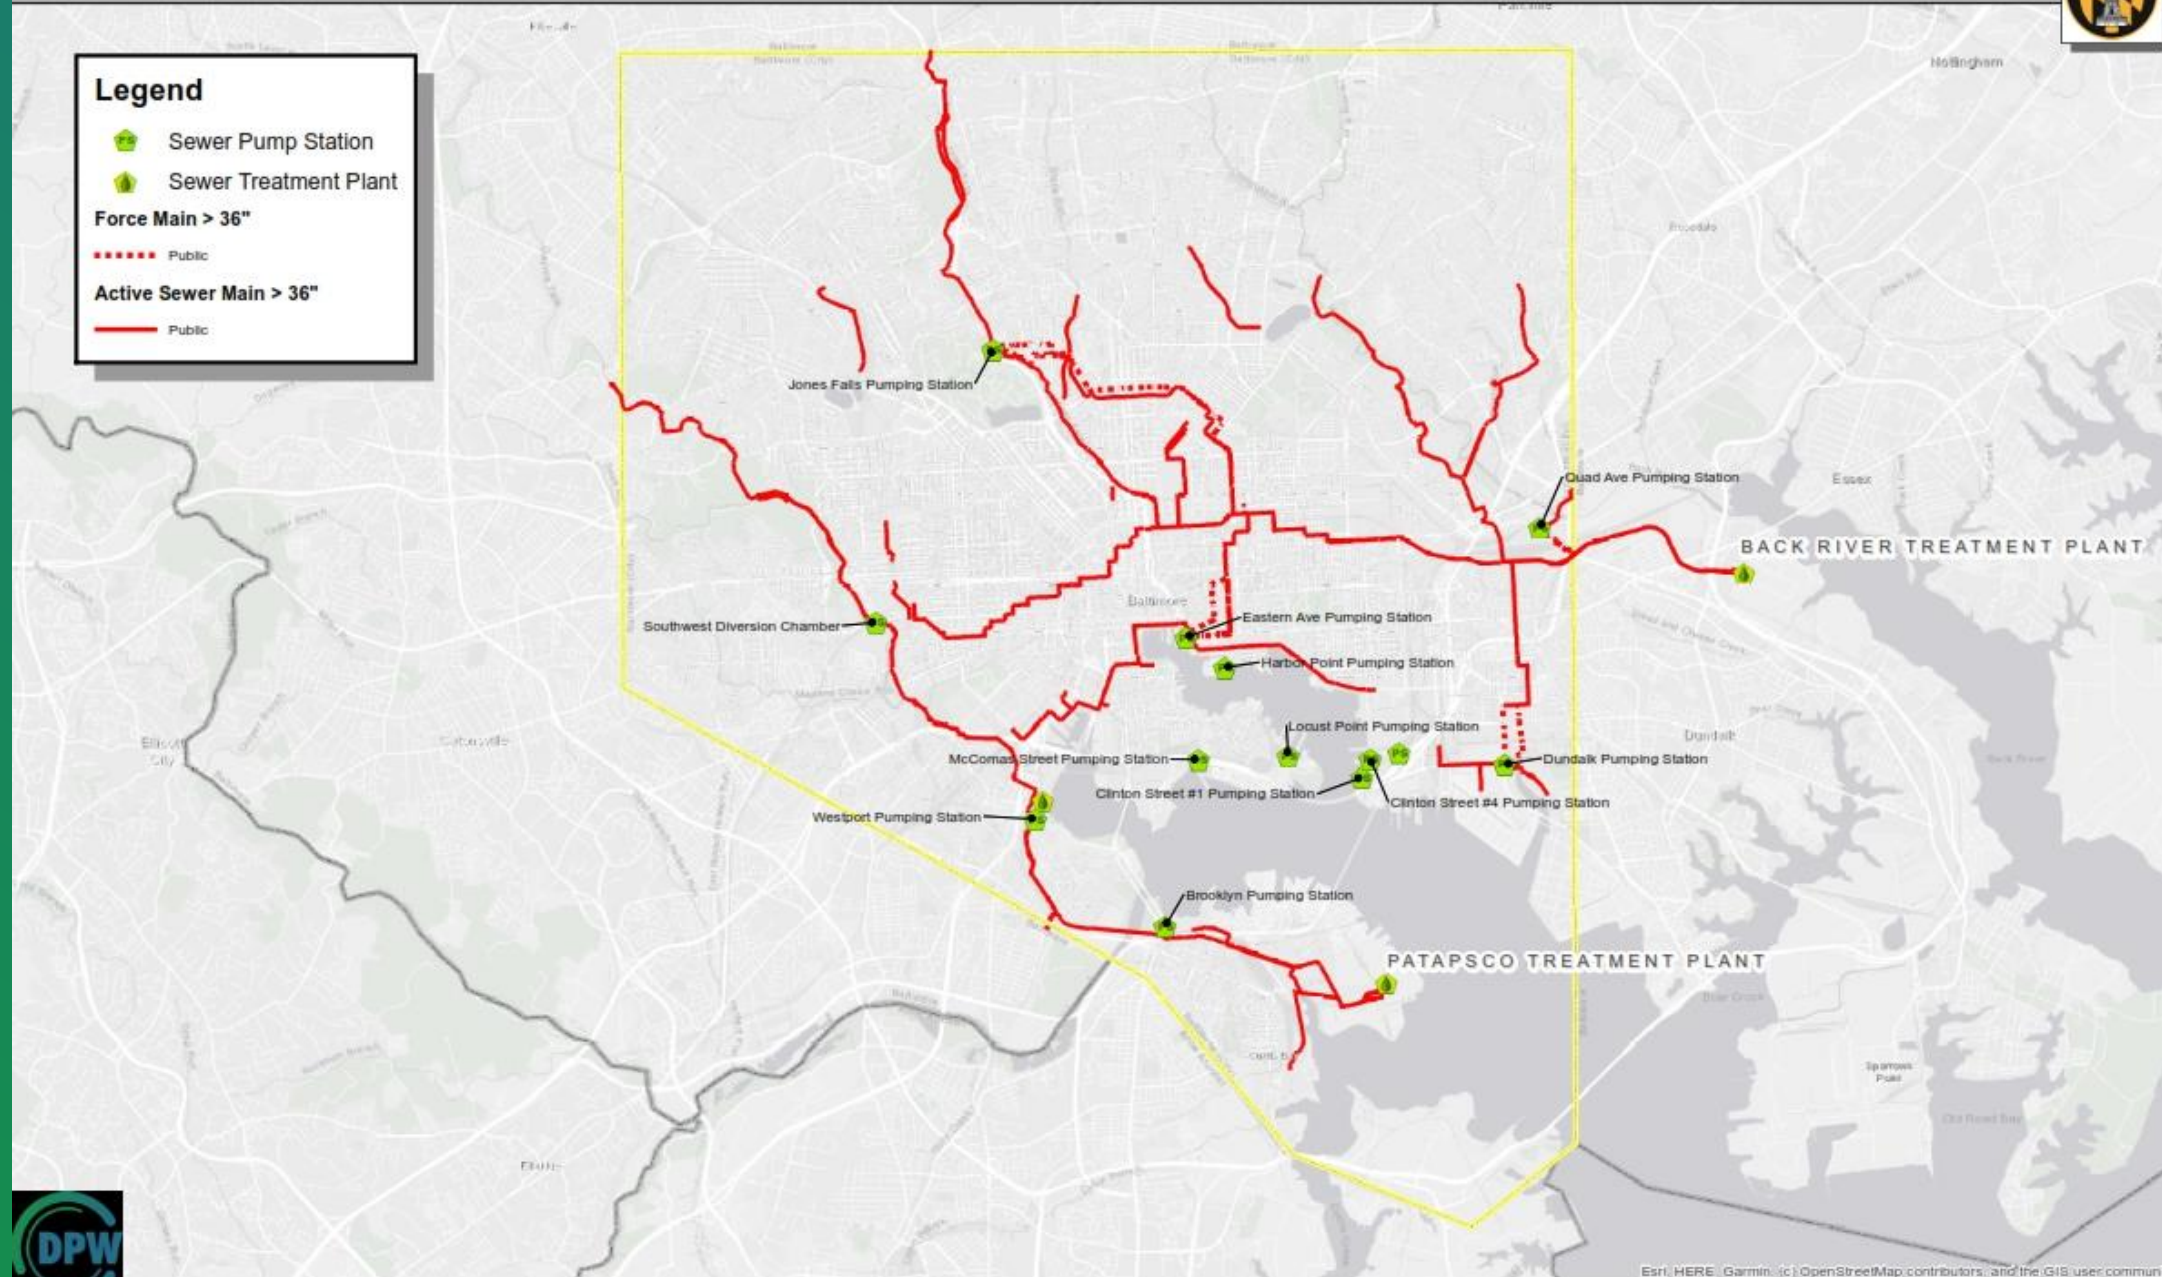 Nottingham
Legend
Sewer Pump Station
Sewer Treatment Plant
Force Main > 36"
Public
Active Sewer Main > 36"
Public
Jones Falls Pumping Station
Quad Ave Pumping Station
Essex
BACK RIVER TREATMENT PLANT
Baltimore
Eastern Ave Pumping Station
Southwest Diversion Chamber
Harbor Point Pumping Station
Locust Point Pumping Station
Dundalk
Ellicott
City
Catonsville
McComas Street Pumping Station
PS
Dundalk Pumping Station
Clinton Street #1 Pumping Station
Clinton Street #4 Pumping Station
Westport Pumping Station
Brooklyn Pumping Station
PATAPSCO TREATMENT PLANT
Sparrows
Point
DPW
Esri, HERE, Garmin, (c) OpenStreetMap contributors, and the GIS user commun